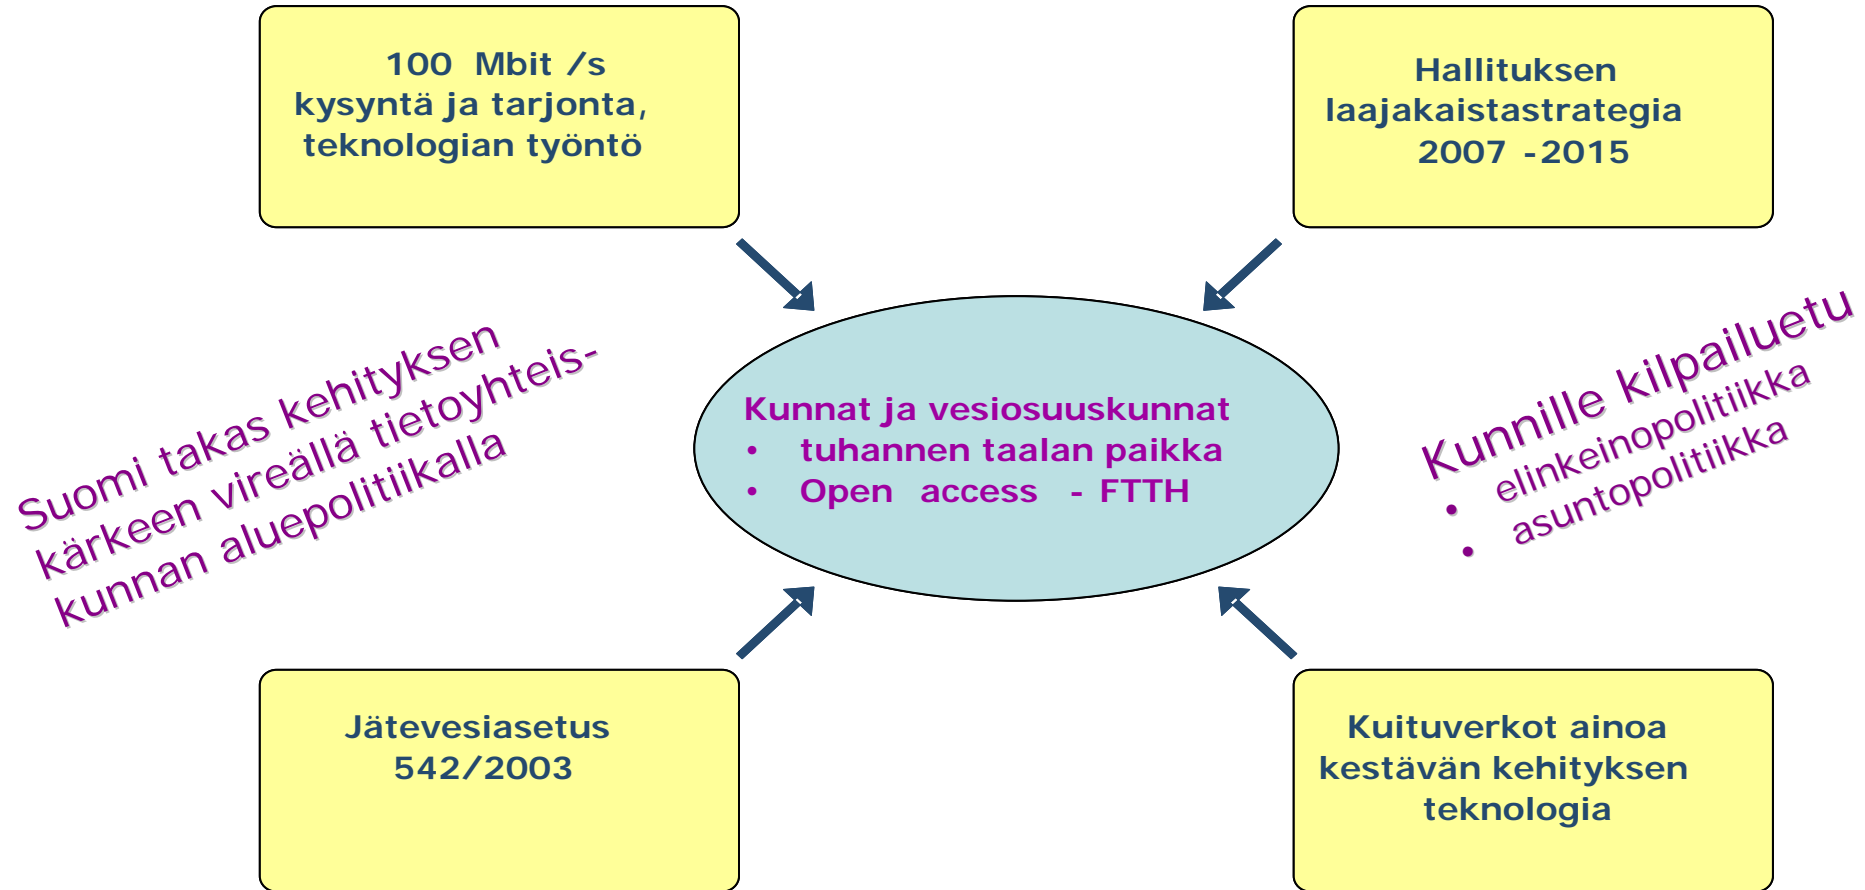 100 Mbit /s
kysyntä ja tarjonta,
teknologian työntö
Hallituksen
laajakaistastrategia
2007 -2015
Suomi takas kehityksen
kärkeen vireällä tietoyhteis-
kunnan aluepolitiikalla
Kunnat ja vesiosuuskunnat
• tuhannen taalan paikka
• Open access - FTTH
Kunnille kilpailuetu
• elinkeinopolitiikka
• asuntopolitiikka
Jätevesiasetus
542/2003
Kuituverkot ainoa
kestävän kehityksen
teknologia